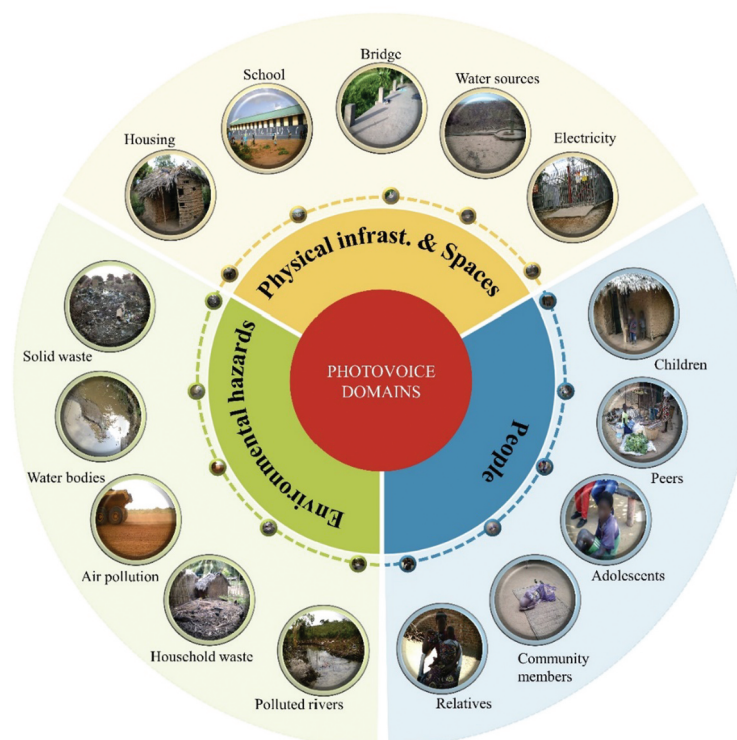 Bridge
School
Water sources
Housing
Electricity
Physical infrast. & Spaces
Environmental hazards
People
PHOTOVOICE
DOMAINS
Solid waste
Water bodies
Air pollution
Household waste
Polluted rivers
Children
Peers
Adolescents
Community
members
Relatives